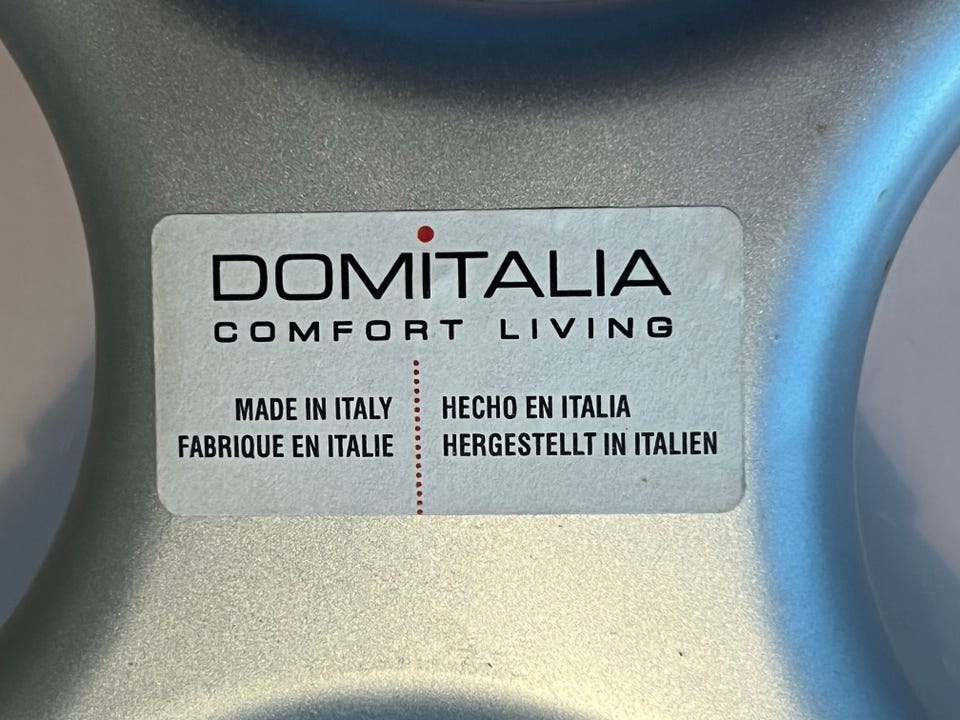 DOMITALIA
COMFORT LIVING
MADE IN ITALY
FABRIQUE EN ITALIE
HECHO EN ITALIA
HERGESTELLT IN ITALIEN